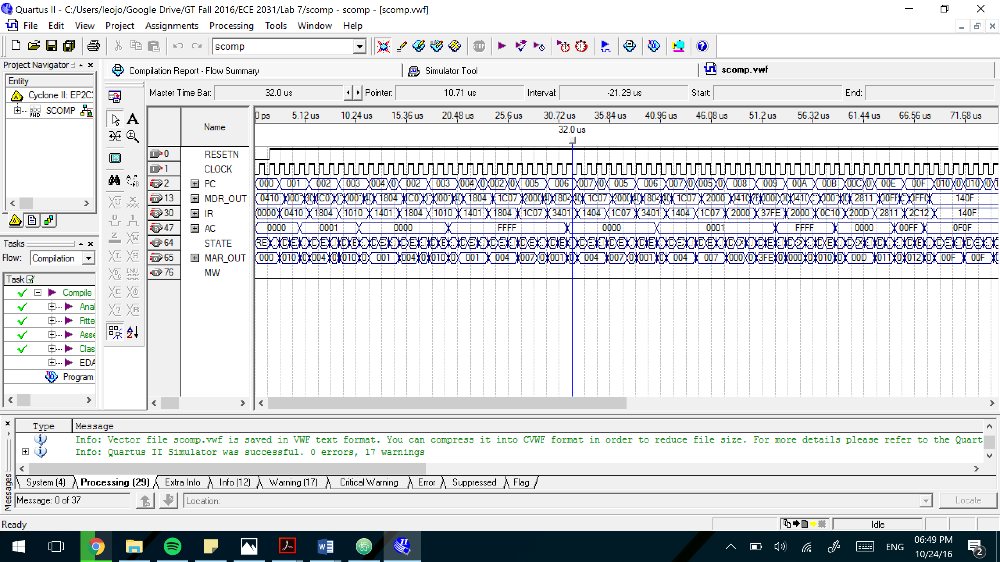 Quartus II - C:/Users/leojo/Google Drive/GT Fall 2016/ECE 2031/Lab 7/scomp - scomp - [scomp.vwf]
File Edit View Project Assignments Processing Tools Window Help
scomp
Project Navigator
Compilation Report - Flow Summary Simulator Tool scomp.vwf
Entity
Cyclone II: EP2C
SCOMP
Master Time Bar: 32.0 us Pointer: 10.71 us Interval: -21.29 us Start: End:
Name
0 ps 5.12 us 10.24 us 15.36 us 20.48 us 25.6 us 30.72 us 35.84 us 40.96 us 46.08 us 51.2 us 56.32 us 61.44 us 66.56 us 71.68 us
32.0 us
0 RESETN
1 CLOCK
2 PC 000 001 002 003 004 0 002 003 004 0 002 0 005 006 007 0 005 006 007 0 005 0 008 009 00A 00B 00C 0 00E 00F 010 0 010 0
13 MDR_OUT 0410 1804 1804 1C07 1C07 1C07 2000 2811 140F
30 IR 0000 0410 1804 1010 1401 1804 1010 1401 1804 1C07 3401 1404 1C07 3401 1404 1C07 2000 37FE 2000 0C10 200D 2811 2C12 140F
47 AC 0000 0001 0000 FFFF 0000 0001 FFFF 0000 00FF 0F0F
64 STATE
65 MAR_OUT 000 010 0 004 0 010 0 001 004 0 010 0 001 004 007 0 001 0 004 007 0 001 0 004 007 000 0 3FE 0 000 0 010 0 00D 011 0 012 0 00F 00F
76 MW
Tasks
Flow: Compilation
Task
Compile
Anal
Fitte
Asse
Clas
EDA
Program
Type Message
Info: Vector file scomp.vwf is saved in VWF text format. You can compress it into CVWF format in order to reduce file size. For more details please refer to the Quart
Info: Quartus II Simulator was successful. 0 errors, 17 warnings
System (4) Processing (29) Extra Info Info (12) Warning (17) Critical Warning Error Suppressed Flag
Messages
Message: 0 of 37 Location: Locate
Ready Idle
ENG 06:49 PM
10/24/16 2